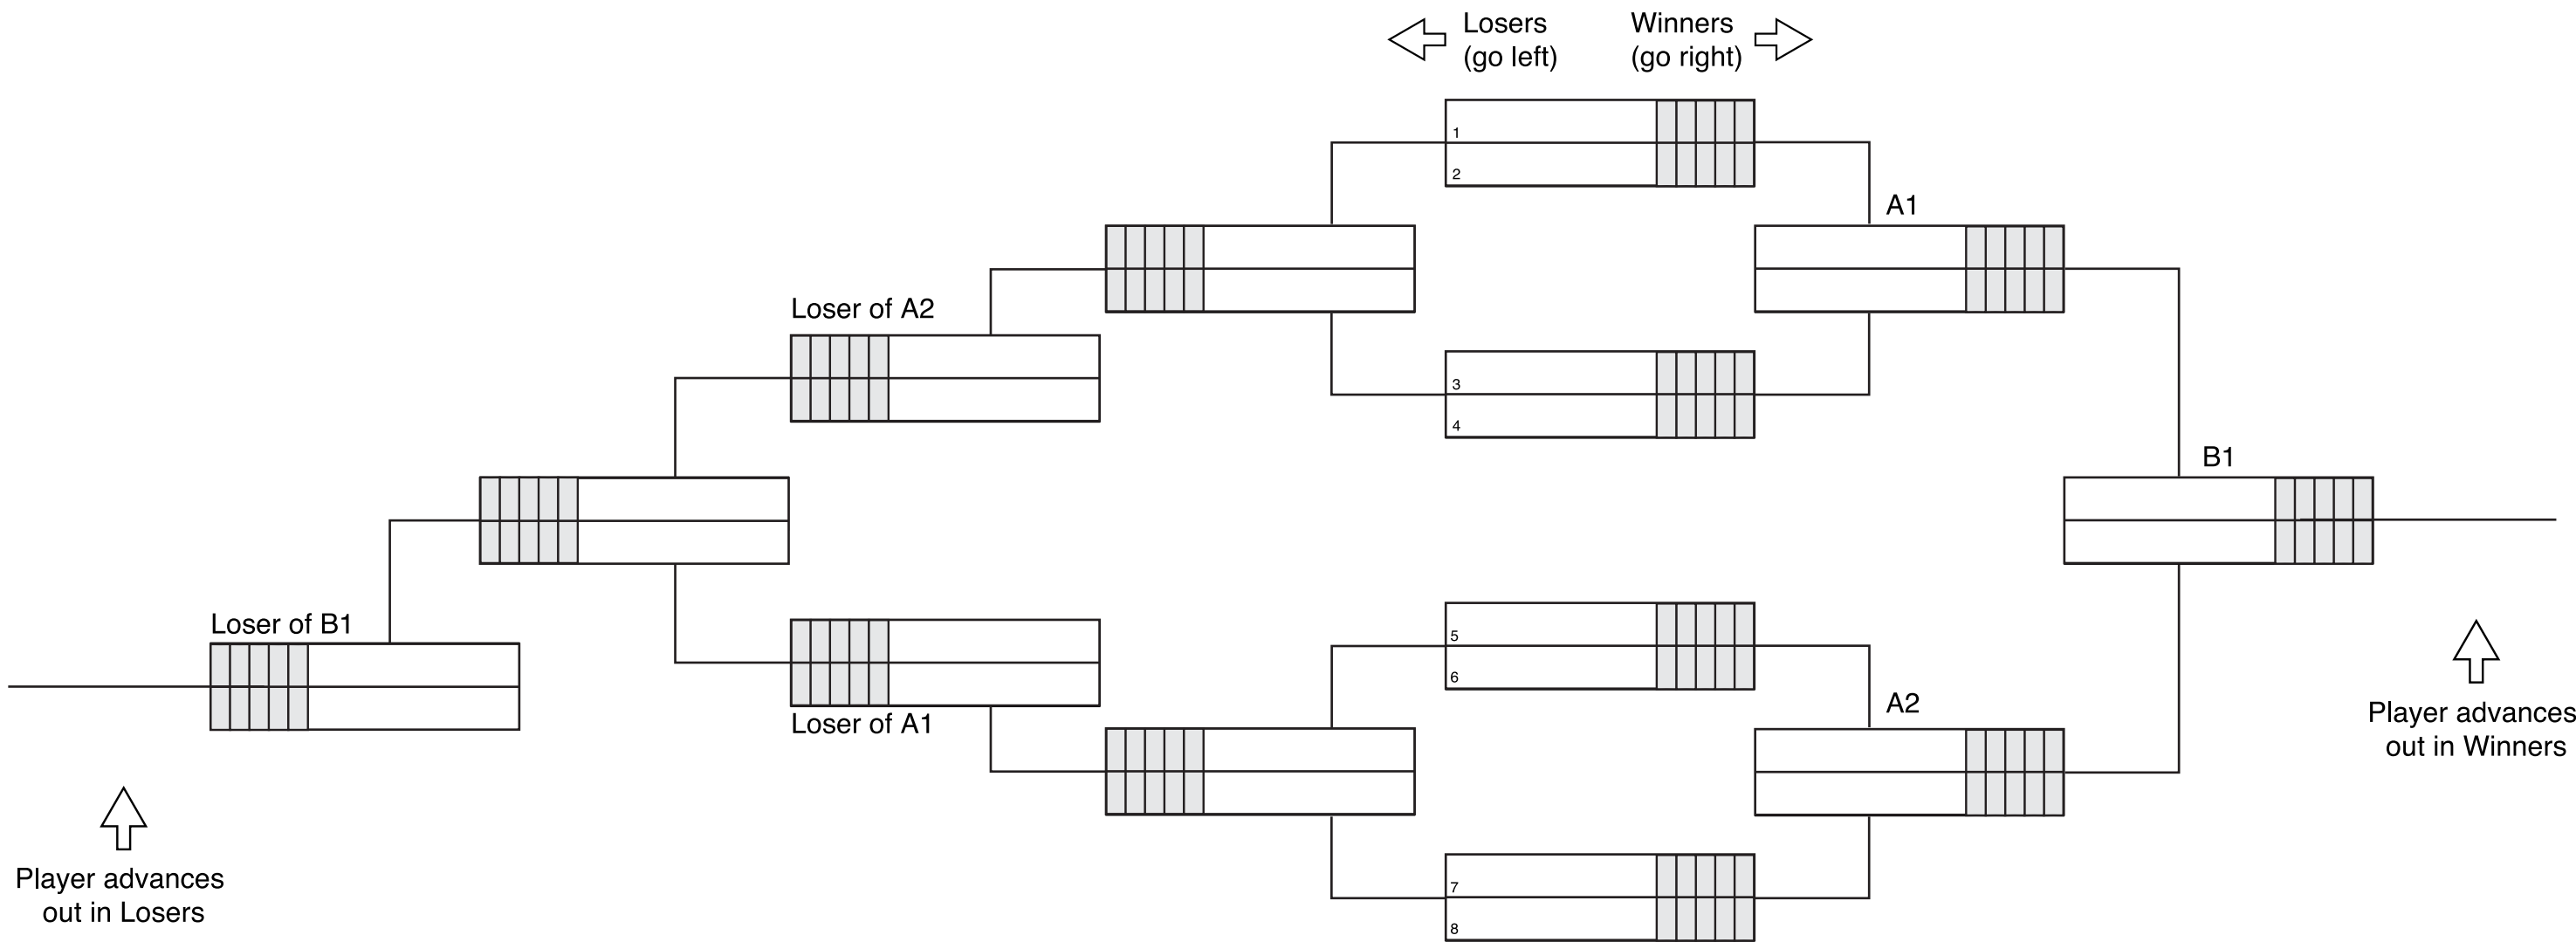 Losers
(go left)
Winners
(go right)
1
2
A1
Loser of A2
3
4
B1
Loser of B1
5
6
A2
Loser of A1
Player advances
out in Winners
Player advances
out in Losers
7
8